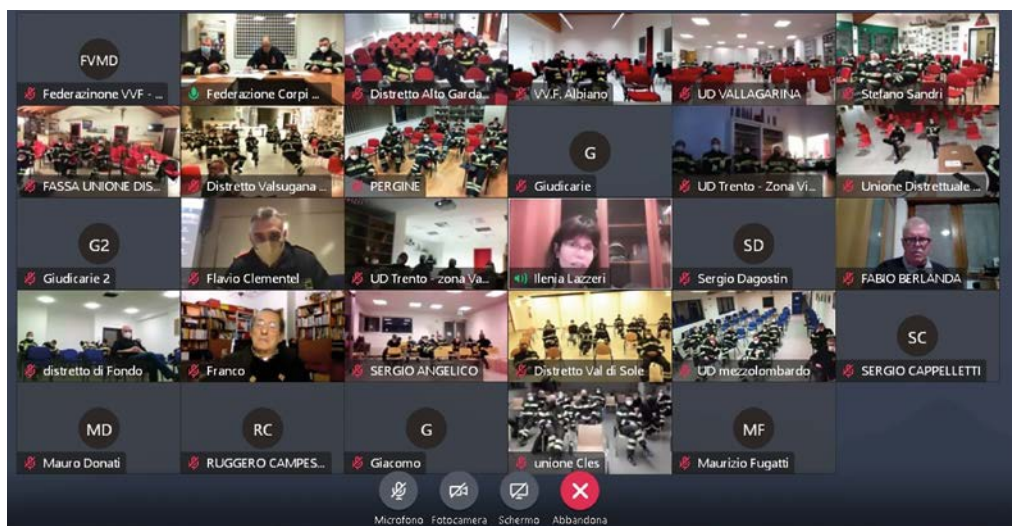 FVMD
Federazinone VVF - ...
Federazione Corpi ...
Distretto Alto Garda...
VV.F. Albiano
UD VALLAGARINA
Stefano Sandri
FASSA UNIONE DIS...
Distretto Valsugana ...
PERGINE
G
Giudicarie
UD Trento - Zona Vi...
Unione Distrettuale ...
G2
Giudicarie 2
Flavio Clementel
UD Trento - zona Va...
Ilenia Lazzeri
SD
Sergio Dagostin
FABIO BERLANDA
distretto di Fondo
Franco
SERGIO ANGELICO
Distretto Val di Sole
UD mezzolombardo
SC
SERGIO CAPPELLETTI
MD
Mauro Donati
RC
RUGGERO CAMPES...
G
Giacomo
unione Cles
MF
Maurizio Fugatti
Microfono Fotocamera Schermo Abbandona